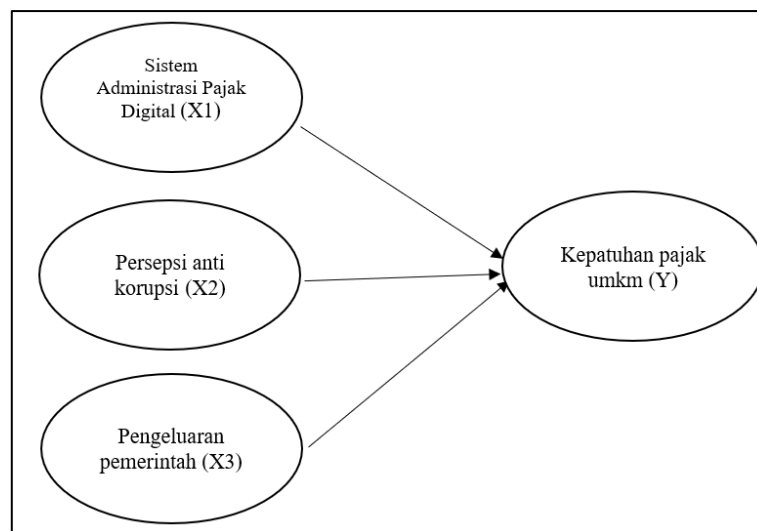 Sistem
Administrasi Pajak
Digital (X1)
Persepsi anti
korupsi (X2)
Kepatuhan pajak
umkm (Y)
Pengeluaran
pemerintah (X3)